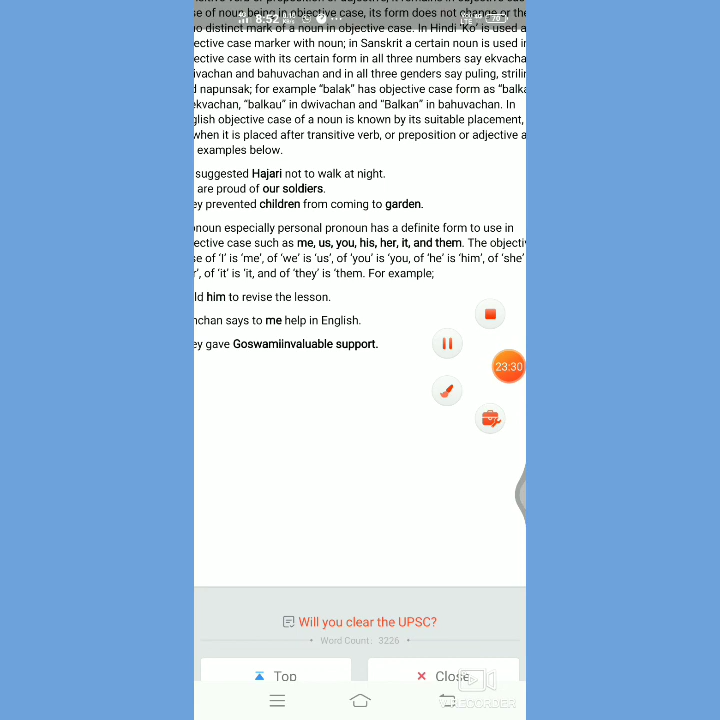 se of noun being in objective case, its form does not change or the
8:52
70
o distinct mark of a noun in objective case. In Hindi 'Ko' is used a
ective case marker with noun; in Sanskrit a certain noun is used in
ective case with its certain form in all three numbers say ekvacha
ivachan and bahuvachan and in all three genders say puling, strilin
napunsak; for example "balak" has objective case form as "balka
ekvachan, "balkau" in dwivachan and "Balkan" in bahuvachan. In
glish objective case of a noun is known by its suitable placement,
when it is placed after transitive verb, or preposition or adjective a
examples below.
suggested Hajari not to walk at night.
are proud of our soldiers.
ey prevented children from coming to garden.
onoun especially personal pronoun has a definite form to use in
ective case such as me, us, you, his, her, it, and them. The objectiv
se of 'I' is 'me', of 'we' is 'us', of 'you' is 'you, of 'he' is 'him', of 'she'
r', of 'it' is 'it, and of 'they' is 'them. For example;
ld him to revise the lesson.
nchan says to me help in English.
ey gave Goswamiinvaluable support.
23:30
Will you clear the UPSC?
• Word Count: 3226 •
Top
Close
V RECORDER